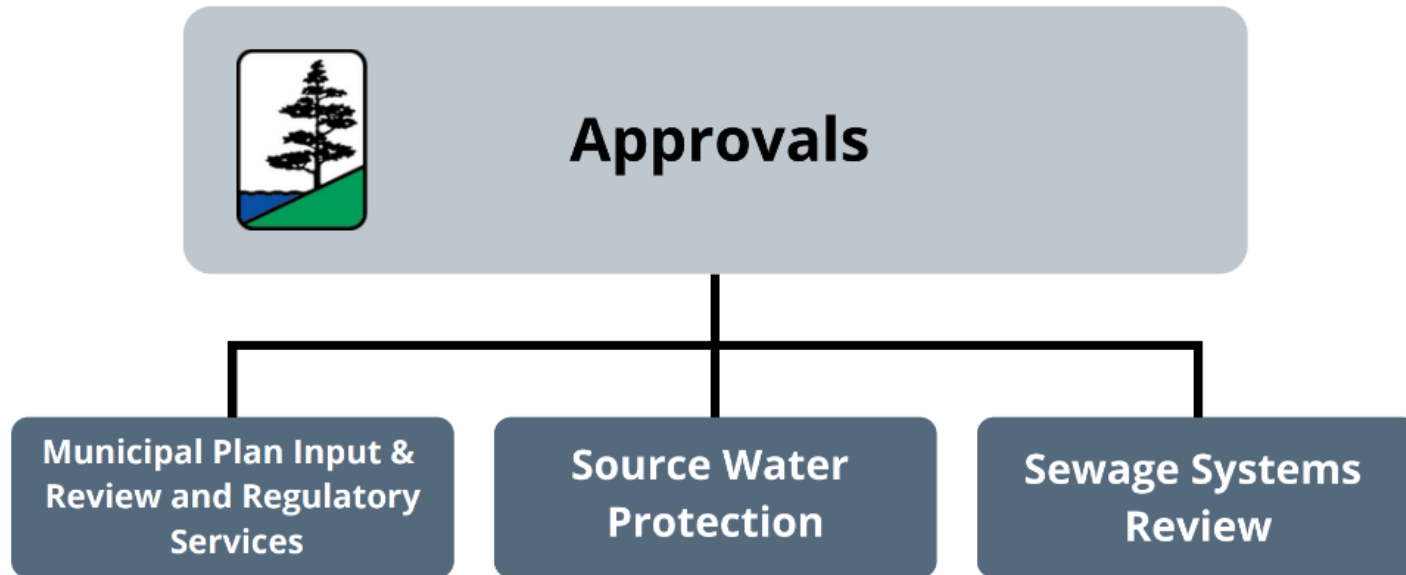 Approvals
Municipal Plan Input &
Review and Regulatory
Services
Source Water
Protection
Sewage Systems
Review